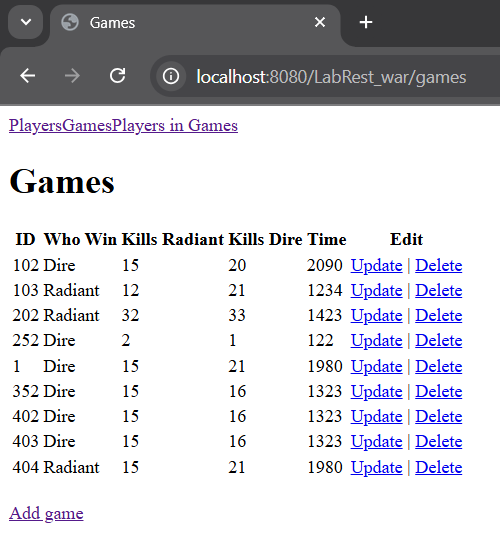 Games
localhost:8080/LabRest_war/games
PlayersGamesPlayers in Games
Games
ID Who Win Kills Radiant Kills Dire Time Edit
102 Dire 15 20 2090 Update | Delete
103 Radiant 12 21 1234 Update | Delete
202 Radiant 32 33 1423 Update | Delete
252 Dire 2 1 122 Update | Delete
1 Dire 15 21 1980 Update | Delete
352 Dire 15 16 1323 Update | Delete
402 Dire 15 16 1323 Update | Delete
403 Dire 15 16 1323 Update | Delete
404 Radiant 15 21 1980 Update | Delete
Add game